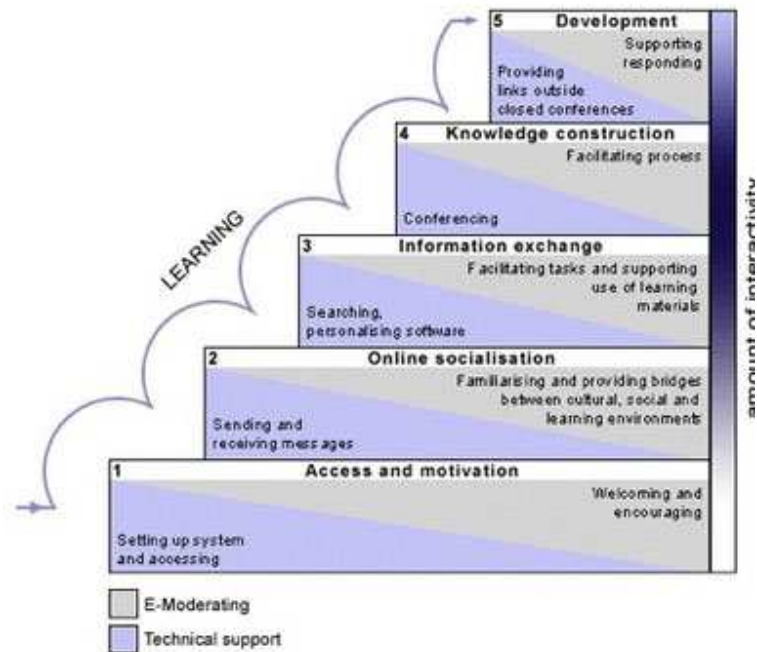 5 Development
Supporting
responding
Providing
links outside
closed conferences
4 Knowledge construction
Facilitating process
Conferencing
3 Information exchange
Facilitating tasks and supporting
use of learning
materials
Searching,
personalising software
2 Online socialisation
Familiarising and providing bridges
between cultural, social and
learning environments
Sending and
receiving messages
1 Access and motivation
Welcoming and
encouraging
Setting up system
and accessing
LEARNING
amount of interactivity
E-Moderating
Technical support